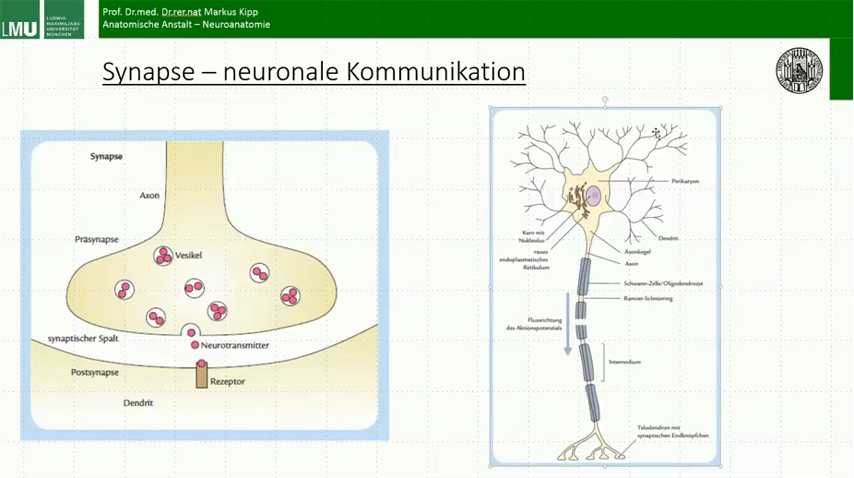 LMU
LUDWIG
MAXIMILIANS
UNIVERSITÄT
MÜNCHEN
Prof. Dr.med. Dr.rer.nat Markus Kipp
Anatomische Anstalt – Neuroanatomie
Synapse – neuronale Kommunikation
Synapse
Axon
Präsynapse
Vesikel
synaptischer Spalt
Neurotransmitter
Postsynapse
Rezeptor
Dendrit
Perikaryon
Kern mit
Nukleolus
raues
endoplasmatisches
Retikulum
Dendrit
Axonkegel
Axon
Schwann-Zelle/Oligodendrozyt
Ranvier-Schnürring
Flussrichtung
des Aktionspotenzials
Internodium
Telodendron mit
synaptischen Endknöpfchen